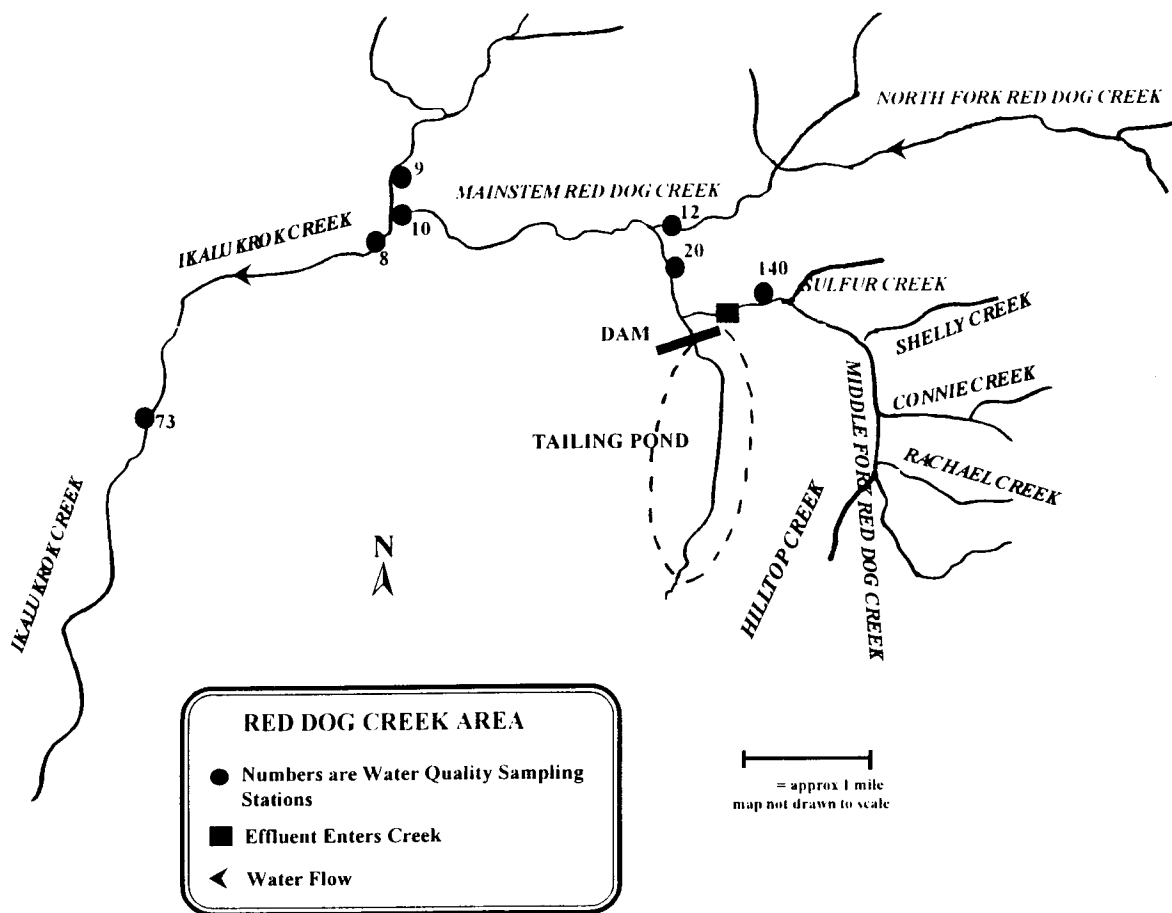 NORTH FORK RED DOG CREEK
9
MAINSTEM RED DOG CREEK
12
10
IKALUKROK CREEK
8
20
140
SULFUR CREEK
DAM
SHELLY CREEK
MIDDLE FORK RED DOG CREEK
CONNIE CREEK
73
TAILING POND
RACHAEL CREEK
HILLTOP CREEK
IKALUKROK CREEK
N
RED DOG CREEK AREA
Numbers are Water Quality Sampling
Stations
Effluent Enters Creek
Water Flow
= approx 1 mile
map not drawn to scale